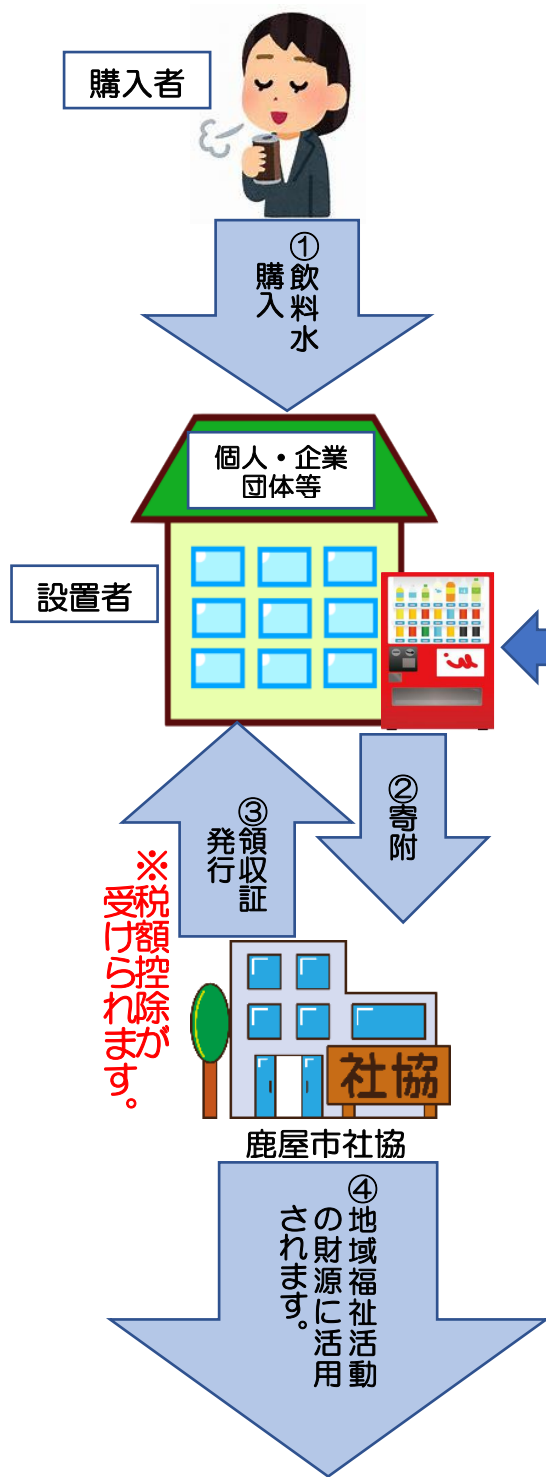 購入者
①飲料水
購入
個人・企業
団体等
設置者
②寄附
③領収証
発行
※税額控除が
受けられます。
社協
鹿屋市社協
④地域福祉活動
の財源に活用
されます。